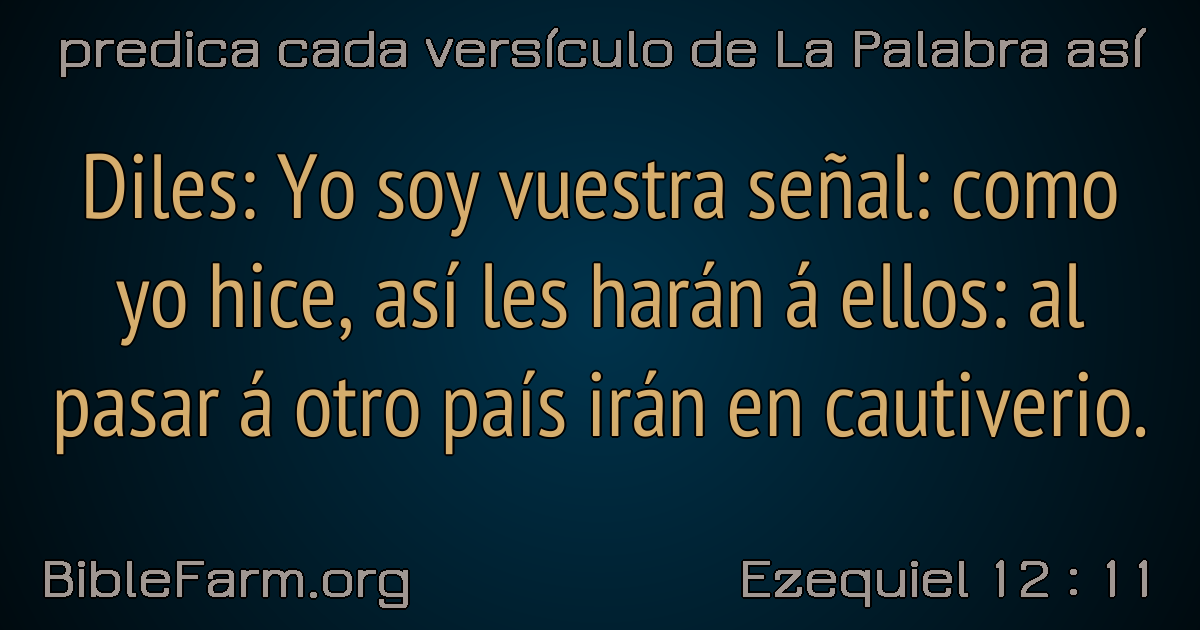 predica cada versículo de La Palabra así
Diles: Yo soy vuestra señal: como
yo hice, así les harán á ellos: al
pasar á otro país irán en cautiverio.
BibleFarm.org
Ezequiel 12 : 11